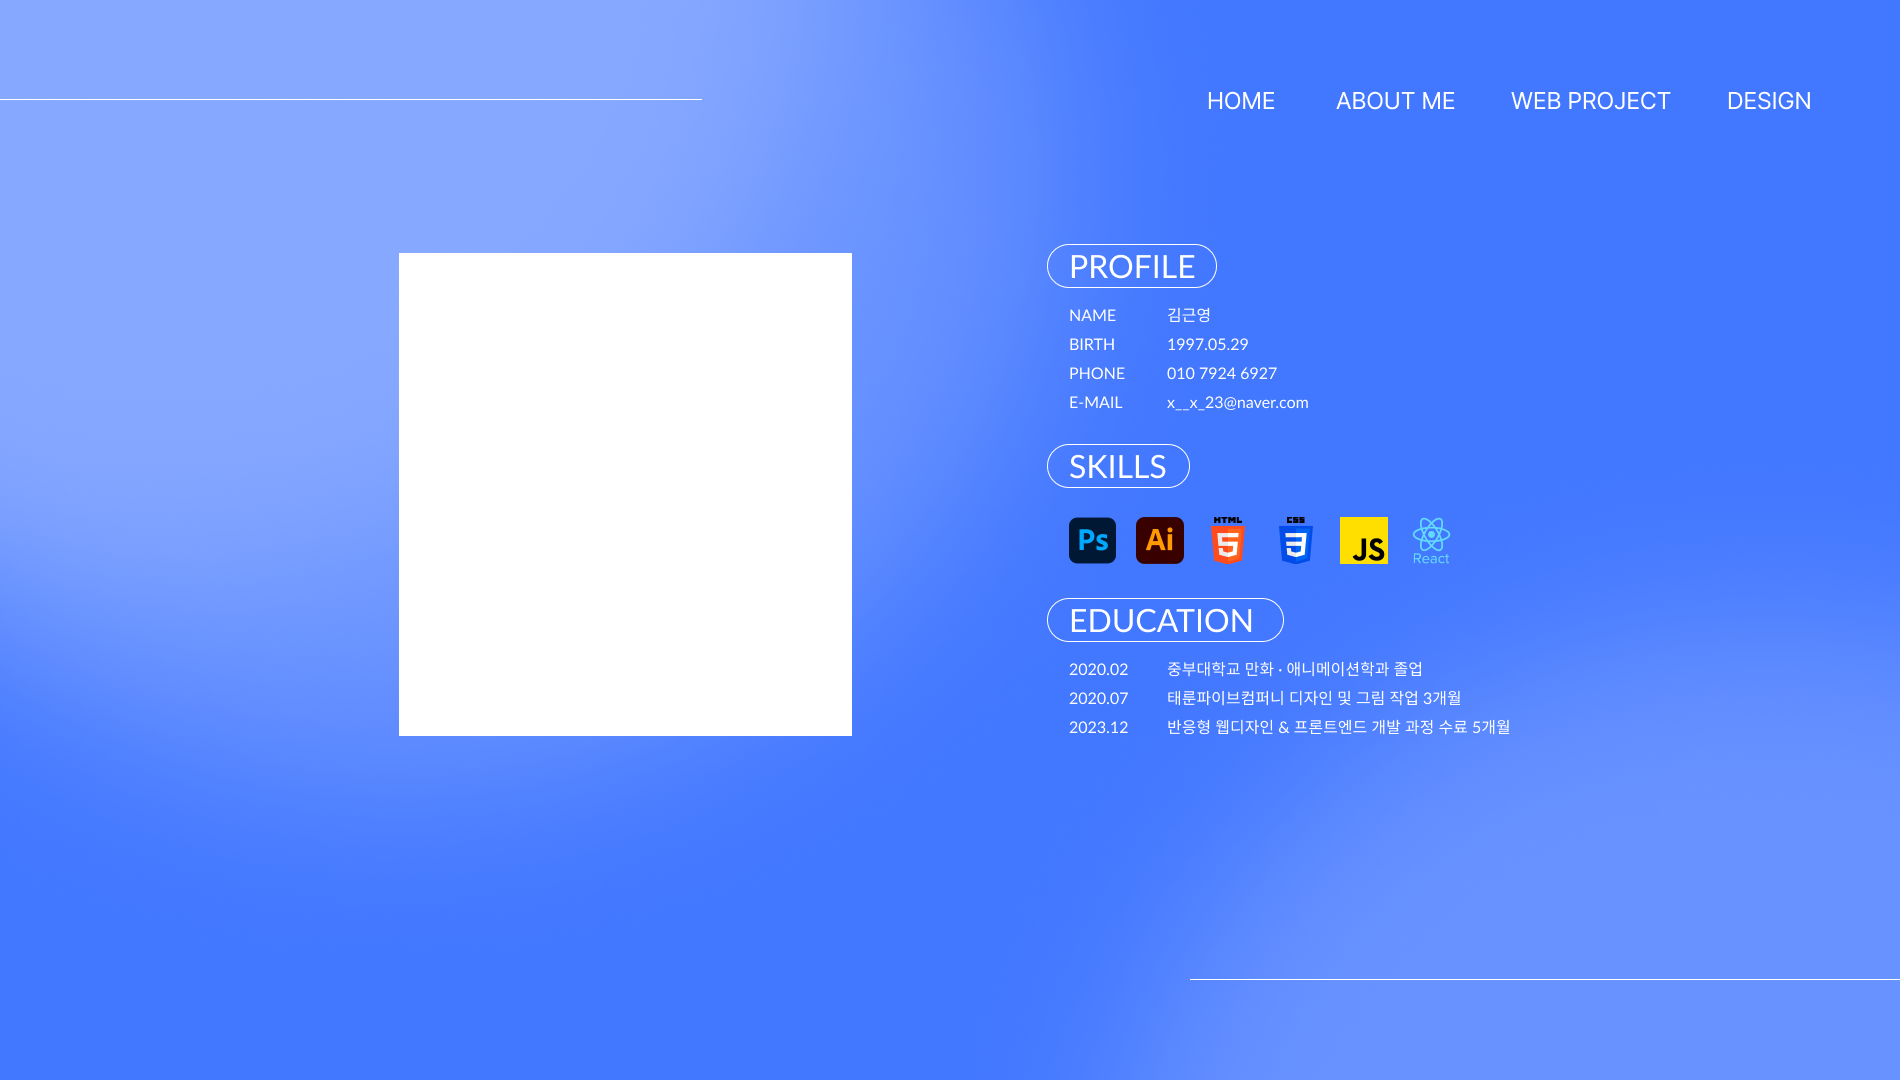 HOME ABOUT ME WEB PROJECT DESIGN
PROFILE
NAME 김근영
BIRTH 1997.05.29
PHONE 010 7924 6927
E-MAIL x__x_23@naver.com
SKILLS
Ps Ai HTML 5 CSS 3 JS React
EDUCATION
2020.02 중부대학교 만화 · 애니메이션학과 졸업
2020.07 태룬파이브컴퍼니 디자인 및 그림 작업 3개월
2023.12 반응형 웹디자인 & 프론트엔드 개발 과정 수료 5개월